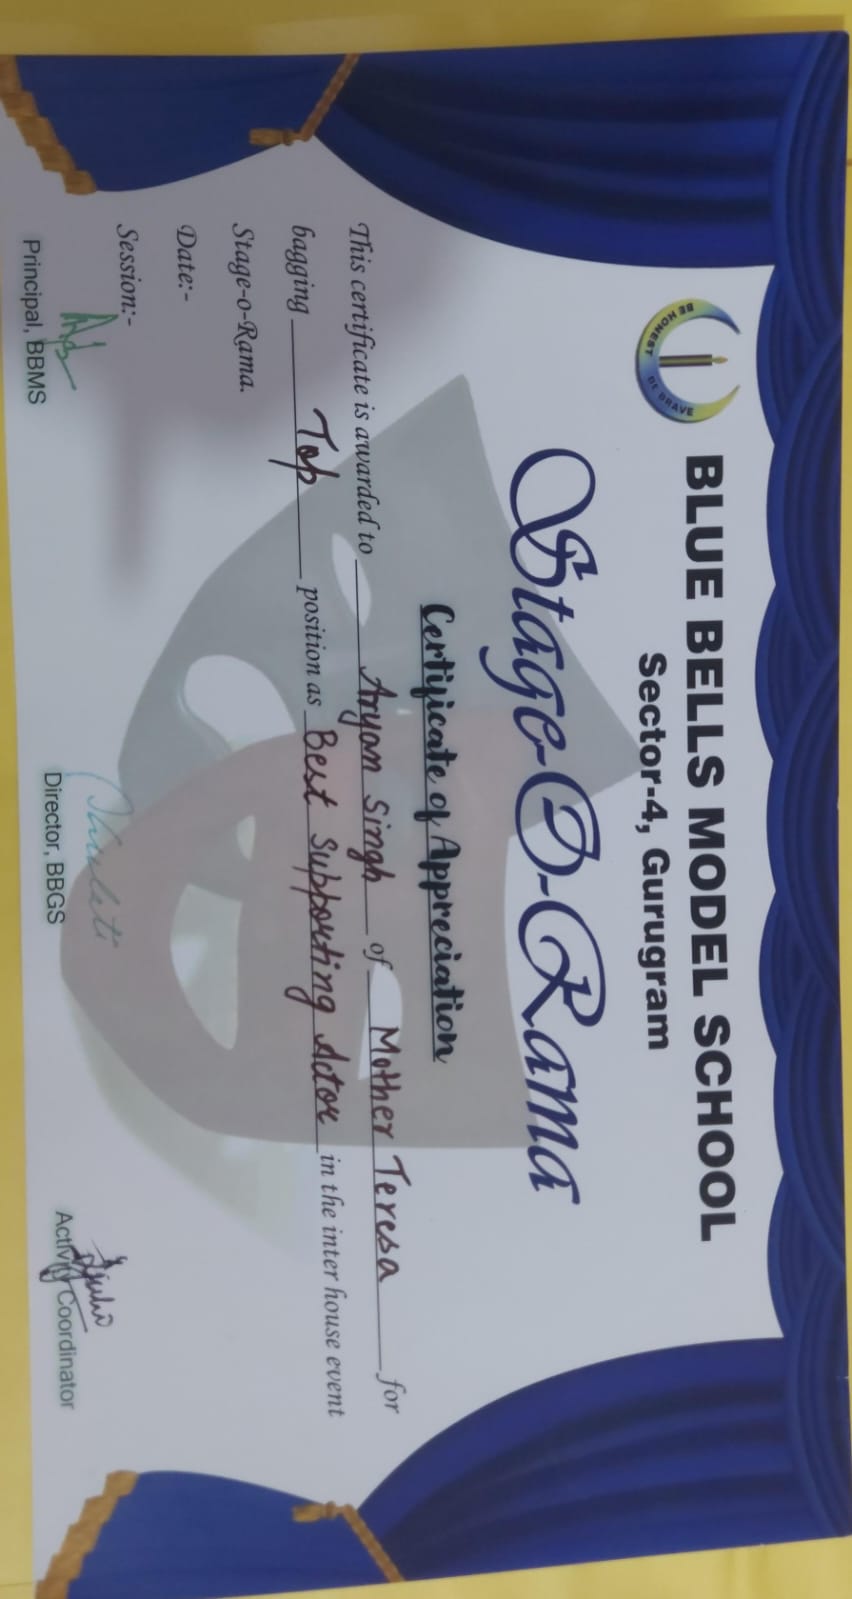 BE HONEST BE BRAVE
BLUE BELLS MODEL SCHOOL
Sector-4, Gurugram
Stage-O-Rama
Certificate of Appreciation
This certificate is awarded to Aryan Singh of Mother Teresa for
bagging Top position as Best Supporting Actor in the inter house event
Stage-o-Rama.
Date:-
Session:-
Principal, BBMS
Director, BBGS
Activity Coordinator